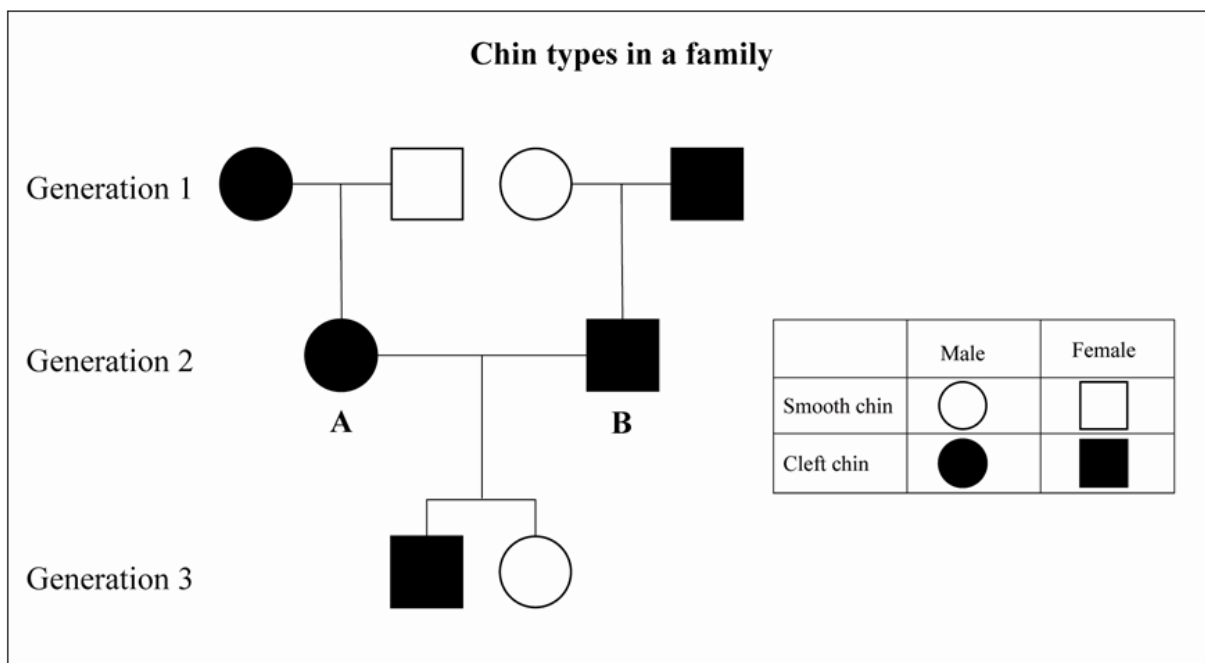 Chin types in a family
Generation 1
Generation 2
A
B
Male Female
Smooth chin
Cleft chin
Generation 3